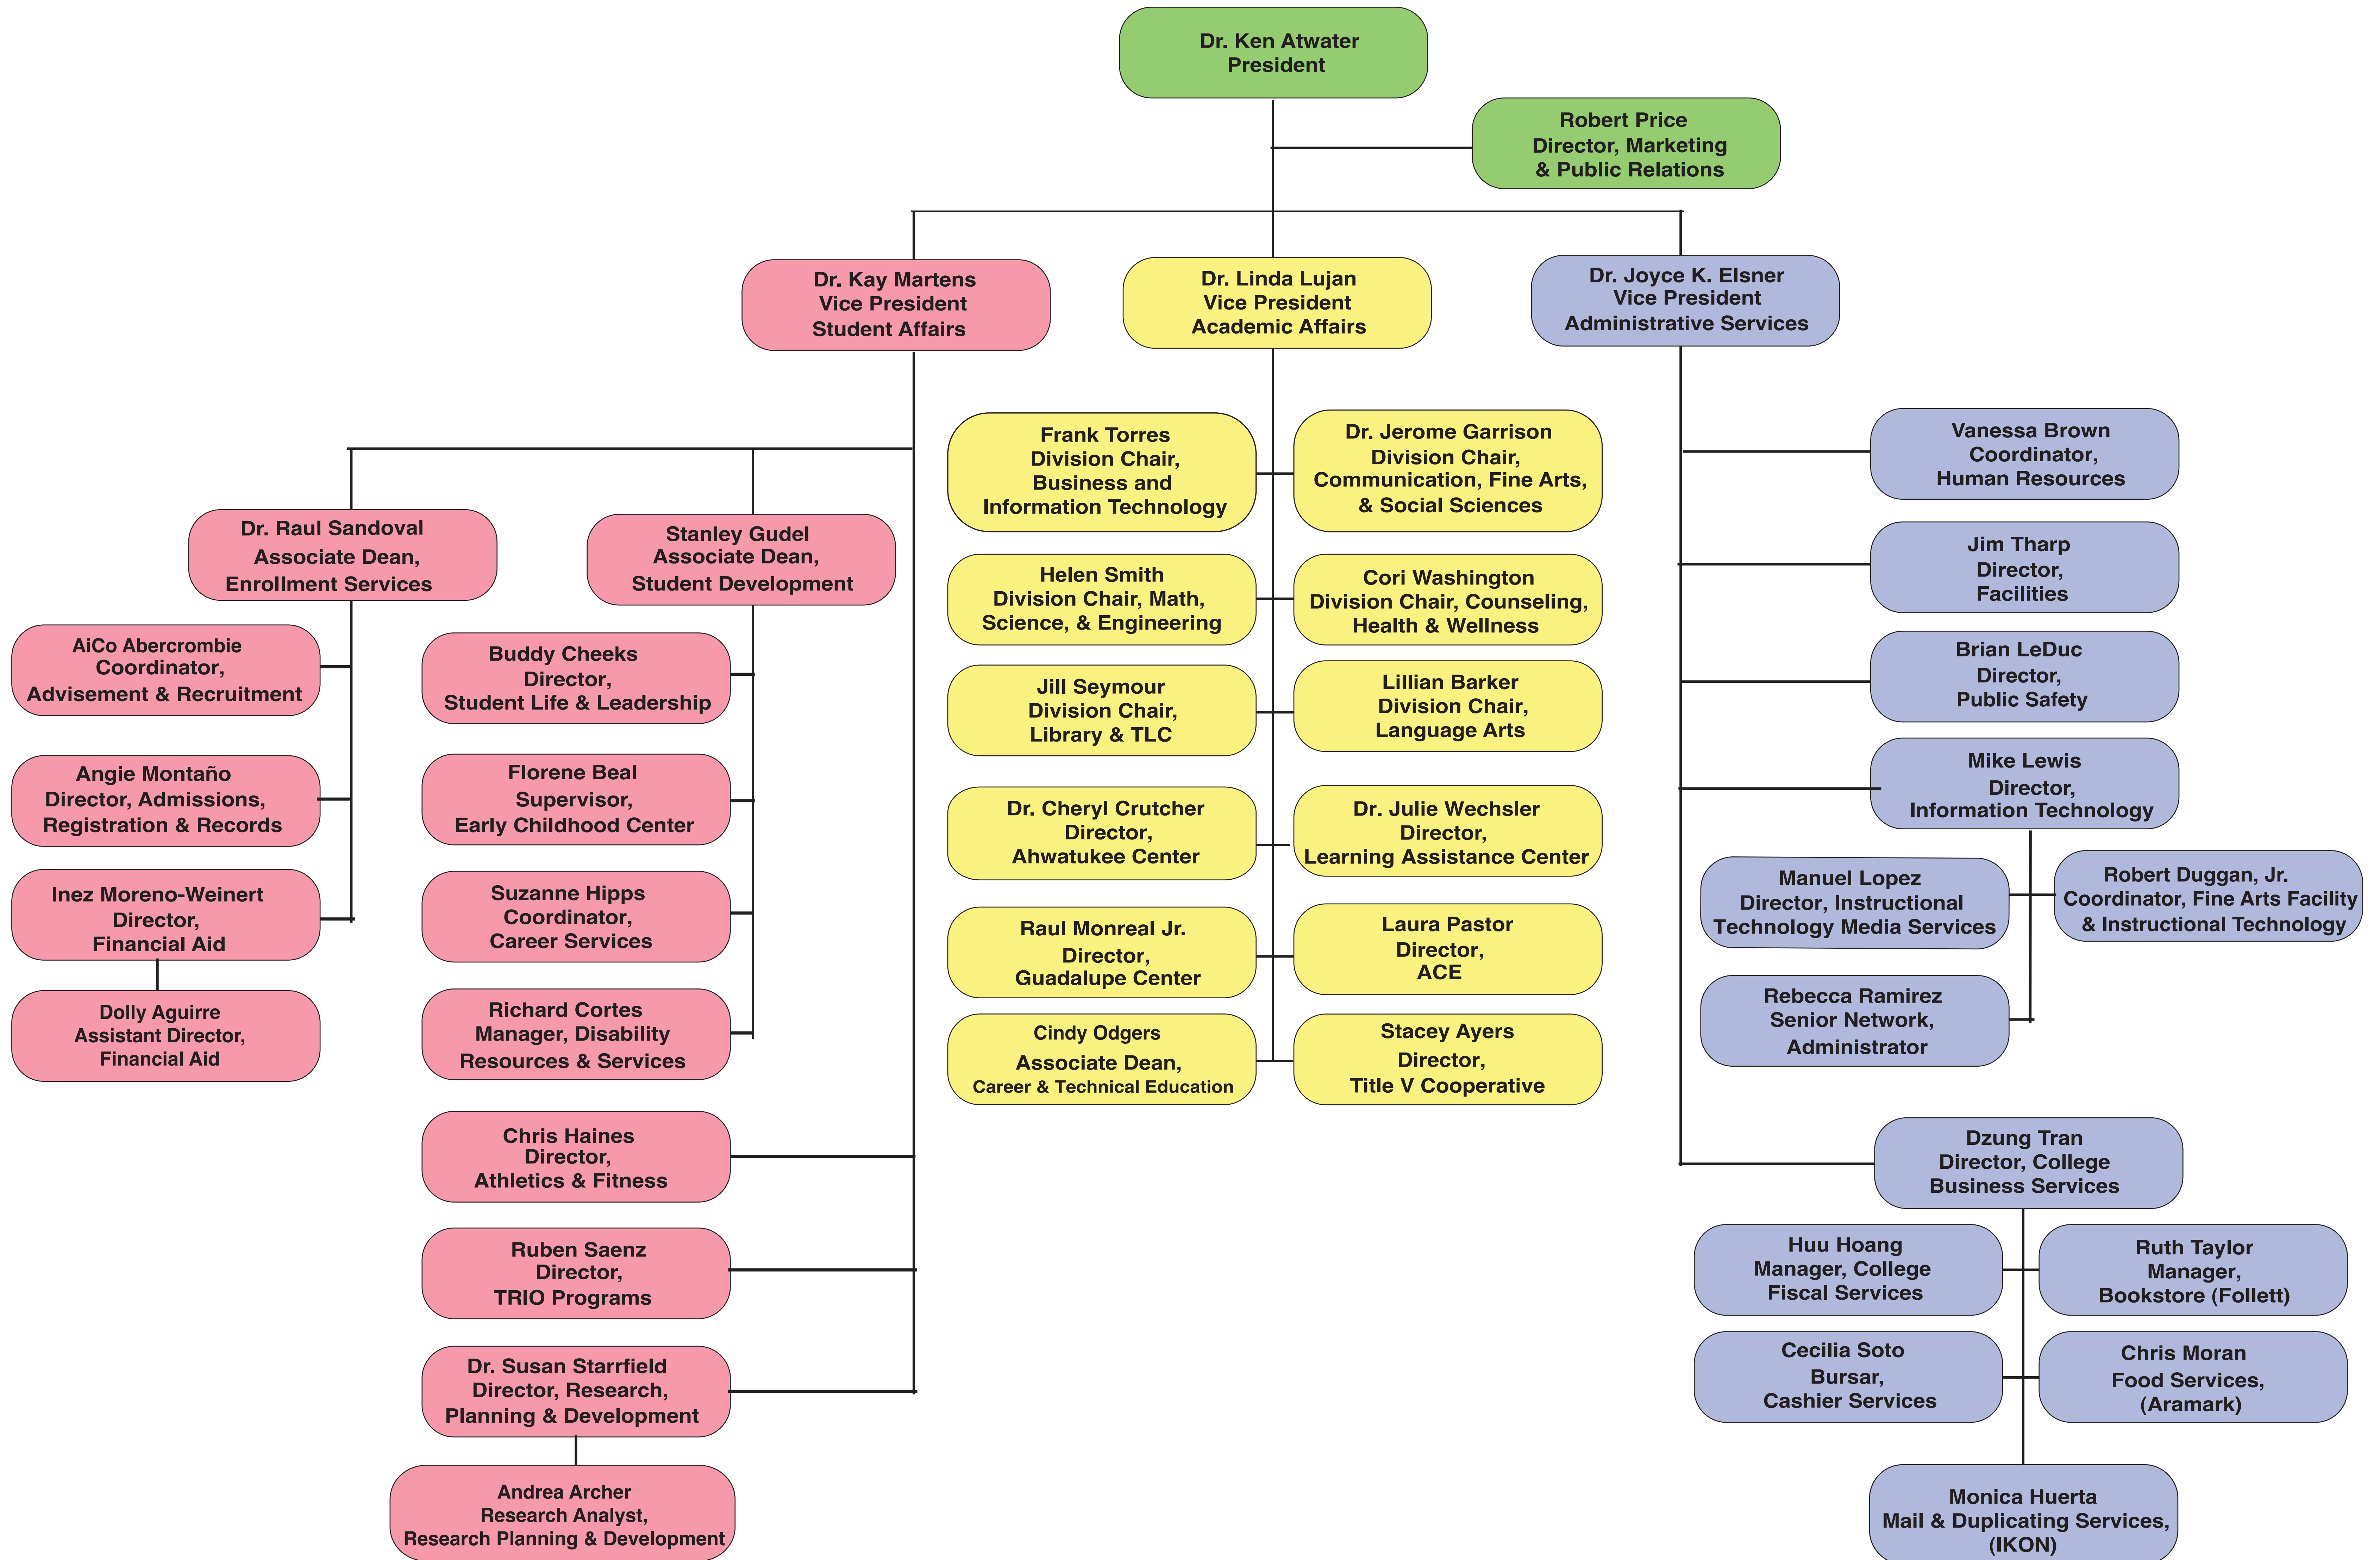 Dr. Ken Atwater
President
Robert Price
Director, Marketing
& Public Relations
Dr. Kay Martens
Vice President
Student Affairs
Dr. Linda Lujan
Vice President
Academic Affairs
Dr. Joyce K. Elsner
Vice President
Administrative Services
Dr. Raul Sandoval
Associate Dean,
Enrollment Services
AiCo Abercrombie
Coordinator,
Advisement & Recruitment
Angie Montaño
Director, Admissions,
Registration & Records
Inez Moreno-Weinert
Director,
Financial Aid
Dolly Aguirre
Assistant Director,
Financial Aid
Stanley Gudel
Associate Dean,
Student Development
Buddy Cheeks
Director,
Student Life & Leadership
Florene Beal
Supervisor,
Early Childhood Center
Suzanne Hipps
Coordinator,
Career Services
Richard Cortes
Manager, Disability
Resources & Services
Chris Haines
Director,
Athletics & Fitness
Ruben Saenz
Director,
TRIO Programs
Dr. Susan Starrfield
Director, Research,
Planning & Development
Andrea Archer
Research Analyst,
Research Planning & Development
Frank Torres
Division Chair,
Business and
Information Technology
Dr. Jerome Garrison
Division Chair,
Communication, Fine Arts,
& Social Sciences
Helen Smith
Division Chair, Math,
Science, & Engineering
Cori Washington
Division Chair, Counseling,
Health & Wellness
Jill Seymour
Division Chair,
Library & TLC
Lillian Barker
Division Chair,
Language Arts
Dr. Cheryl Crutcher
Director,
Ahwatukee Center
Dr. Julie Wechsler
Director,
Learning Assistance Center
Raul Monreal Jr.
Director,
Guadalupe Center
Laura Pastor
Director,
ACE
Cindy Odgers
Associate Dean,
Career & Technical Education
Stacey Ayers
Director,
Title V Cooperative
Vanessa Brown
Coordinator,
Human Resources
Jim Tharp
Director,
Facilities
Brian LeDuc
Director,
Public Safety
Mike Lewis
Director,
Information Technology
Manuel Lopez
Director, Instructional
Technology Media Services
Robert Duggan, Jr.
Coordinator, Fine Arts Facility
& Instructional Technology
Rebecca Ramirez
Senior Network,
Administrator
Dzung Tran
Director, College
Business Services
Huu Hoang
Manager, College
Fiscal Services
Ruth Taylor
Manager,
Bookstore (Follett)
Cecilia Soto
Bursar,
Cashier Services
Chris Moran
Food Services,
(Aramark)
Monica Huerta
Mail & Duplicating Services,
(IKON)